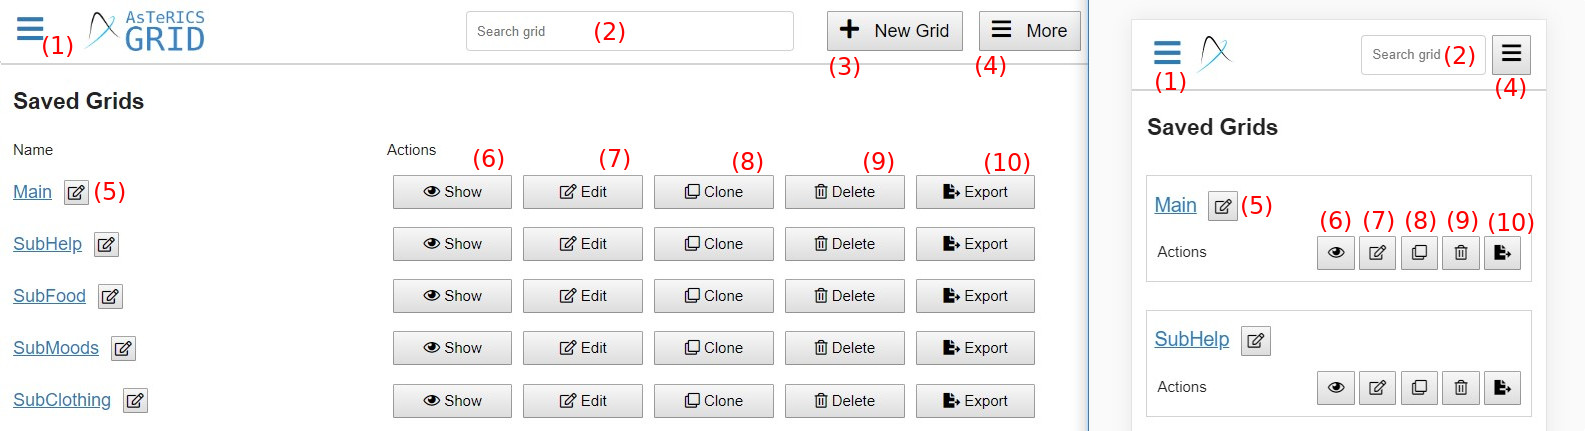 (1)
AsTeRICS
GRID
Search grid (2)
New Grid
(3)
More
(4)
Saved Grids
Name Actions
(6) (7) (8) (9) (10)
Main (5) Show Edit Clone Delete Export
SubHelp Show Edit Clone Delete Export
SubFood Show Edit Clone Delete Export
SubMoods Show Edit Clone Delete Export
SubClothing Show Edit Clone Delete Export
(1)
Search grid (2)
(4)
Saved Grids
Main (5)
(6) (7) (8) (9) (10)
Actions
SubHelp
Actions